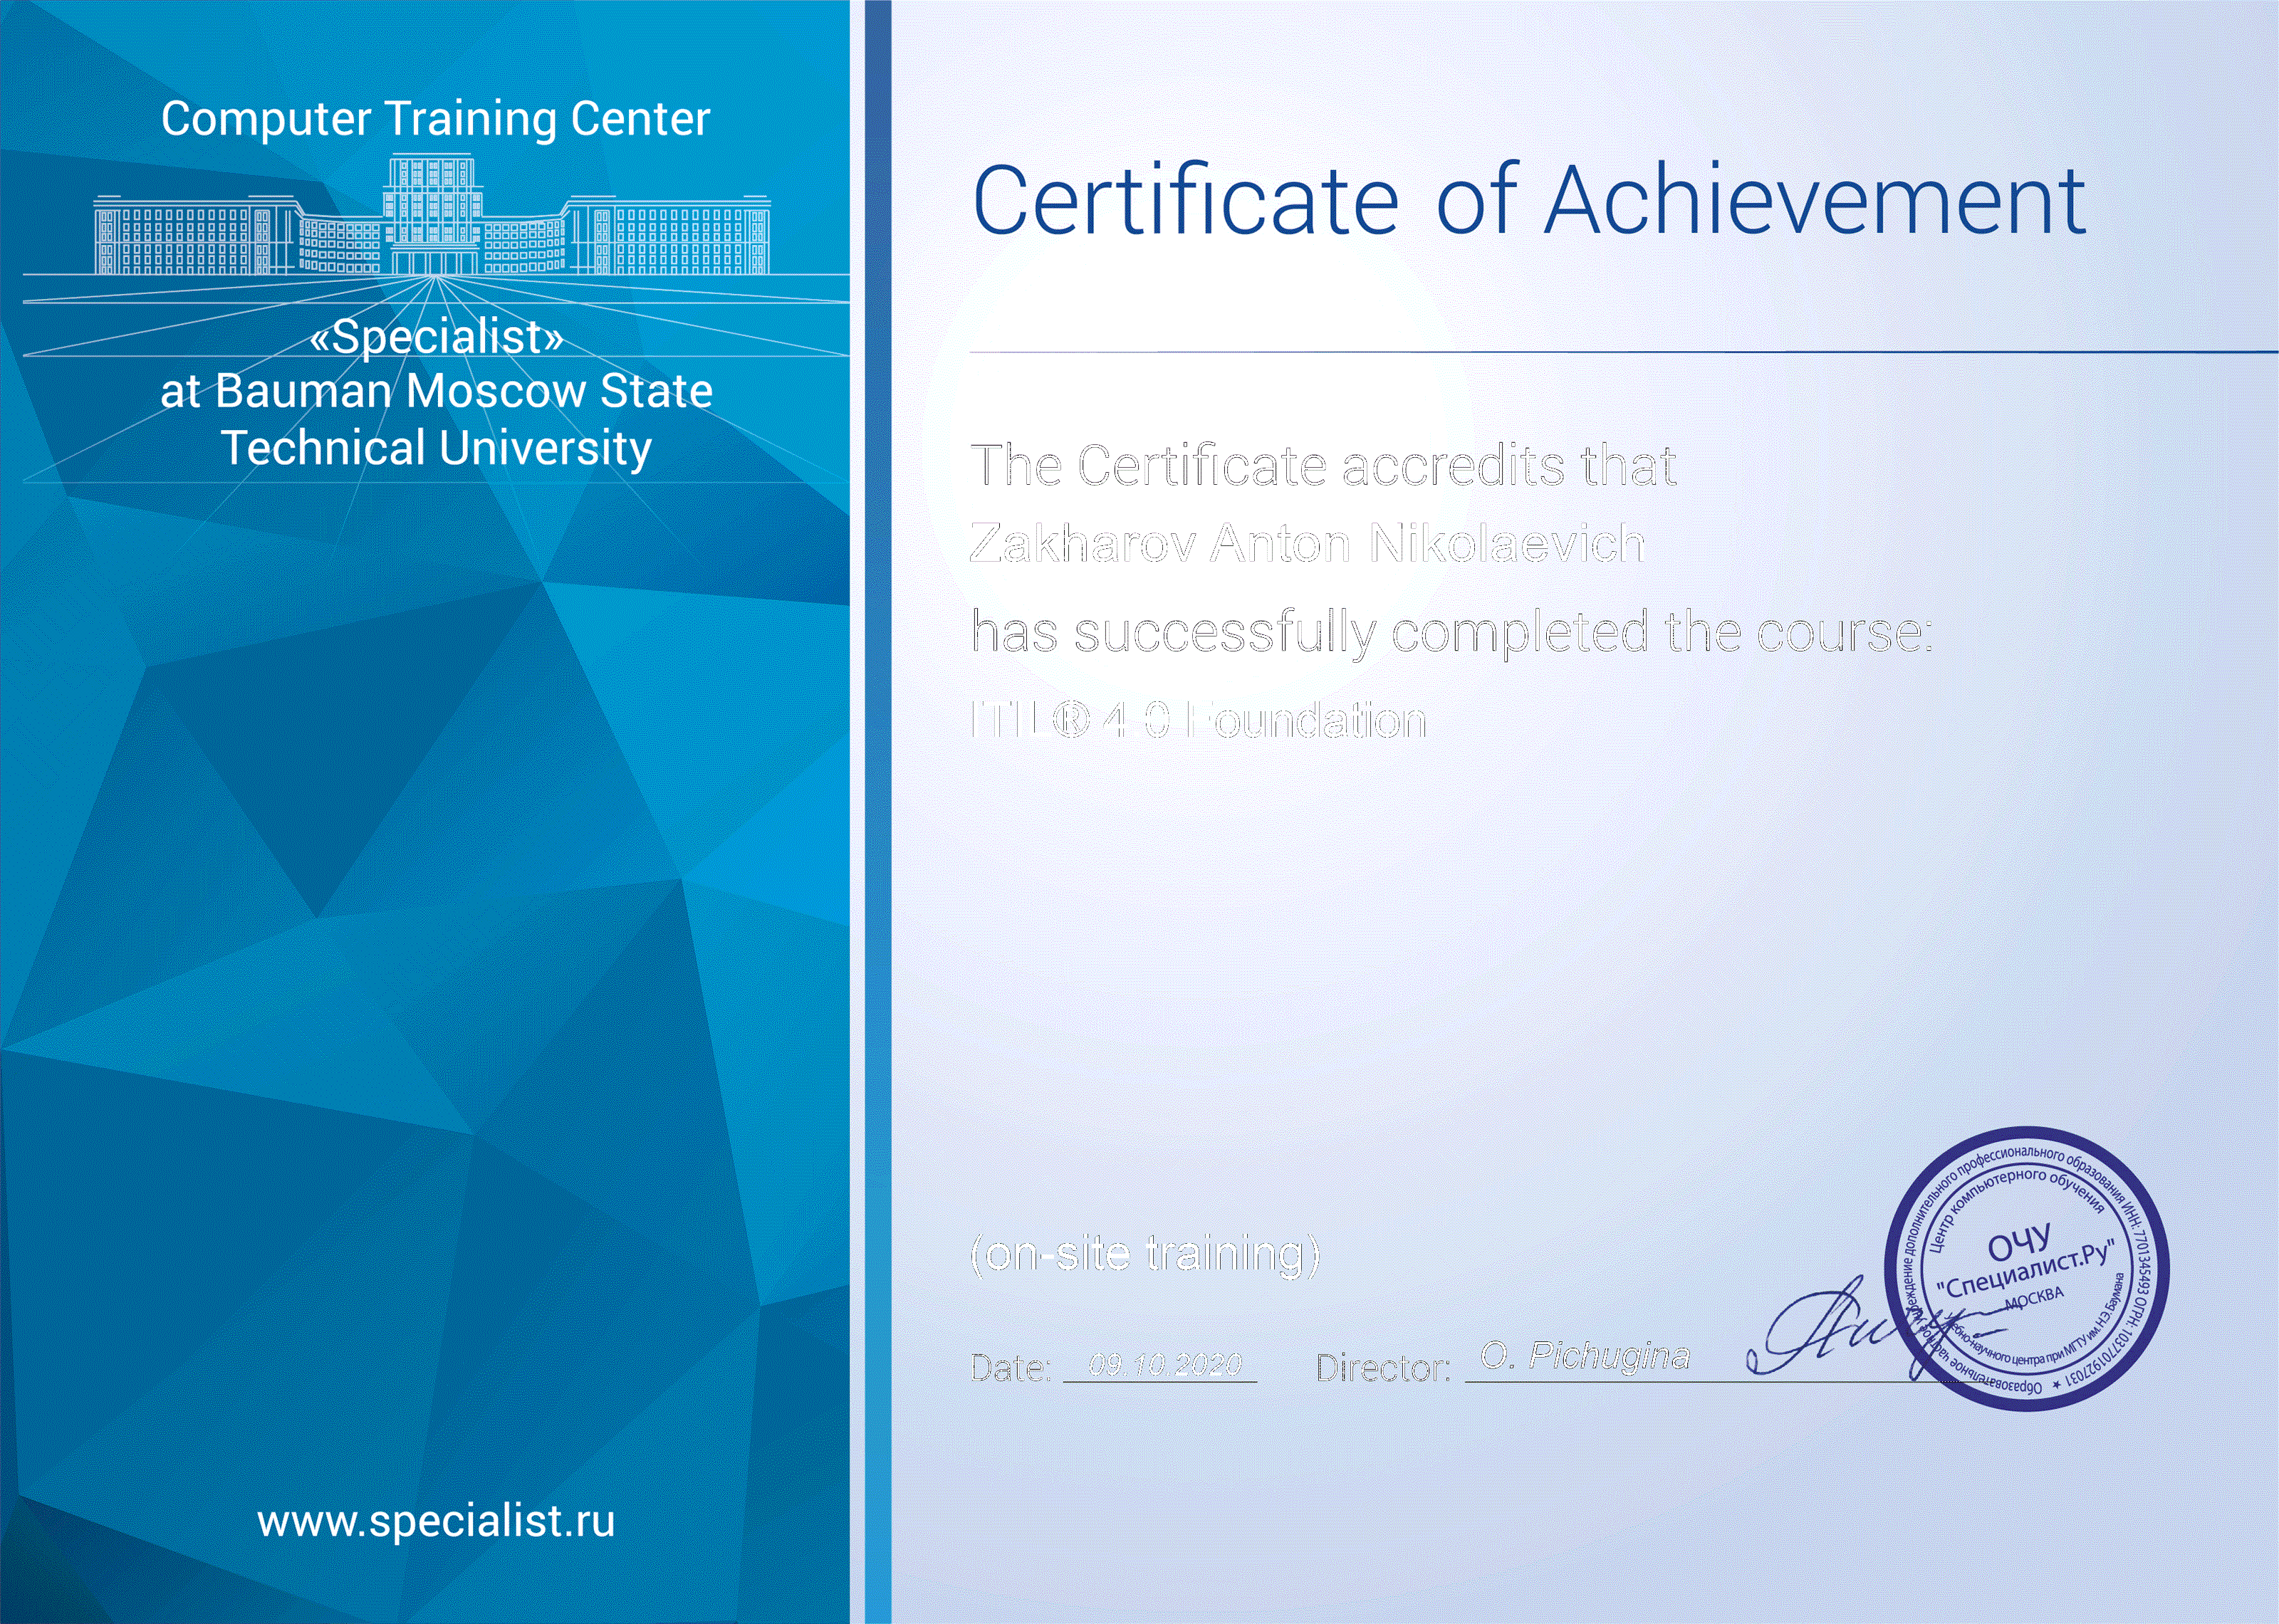 Computer Training Center
«Specialist»
at Bauman Moscow State
Technical University
www.specialist.ru
Certificate of Achievement
The Certificate accredits that
Zakharov Anton Nikolaevich
has successfully completed the course:
ITIL® 4 0 Foundation
(on-site training)
Date: 09.10.2020 Director: O. Pichugina
Образовательное частное учреждение дополнительного профессионального образования ИНН: 7701345493 ОГРН: 1037701927031 ★
Центр компьютерного обучения
учебно-научного центра при МГТУ им. Н.Э. Баумана
ОЧУ
"Специалист.Ру"
МОСКВА